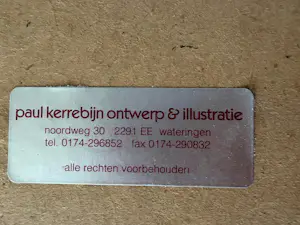 paul kerrebijn ontwerp & illustratie
noordweg 30 2291 EE wateringen
tel. 0174-296852 fax 0174-290832
alle rechten voorbehouden